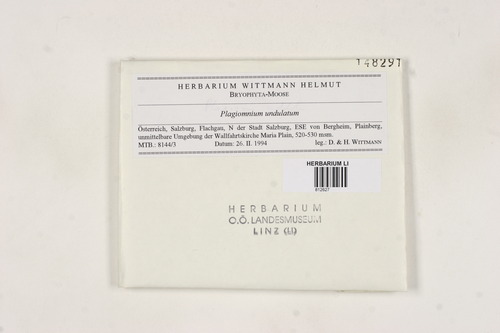 148291
HERBARIUM WITTMANN HELMUT
BRYOPHYTA-MOOSE
Plagiomnium undulatum
Österreich, Salzburg, Flachgau, N der Stadt Salzburg, ESE von Bergheim, Plainberg,
unmittelbare Umgebung der Wallfahrtskirche Maria Plain, 520-530 msm.
MTB.: 8144/3 Datum: 26. II. 1994 leg.: D. & H. WITTMANN
HERBARIUM LI
612627
HERBARIUM
O.Ö. LANDESMUSEUM
LINZ (LI)